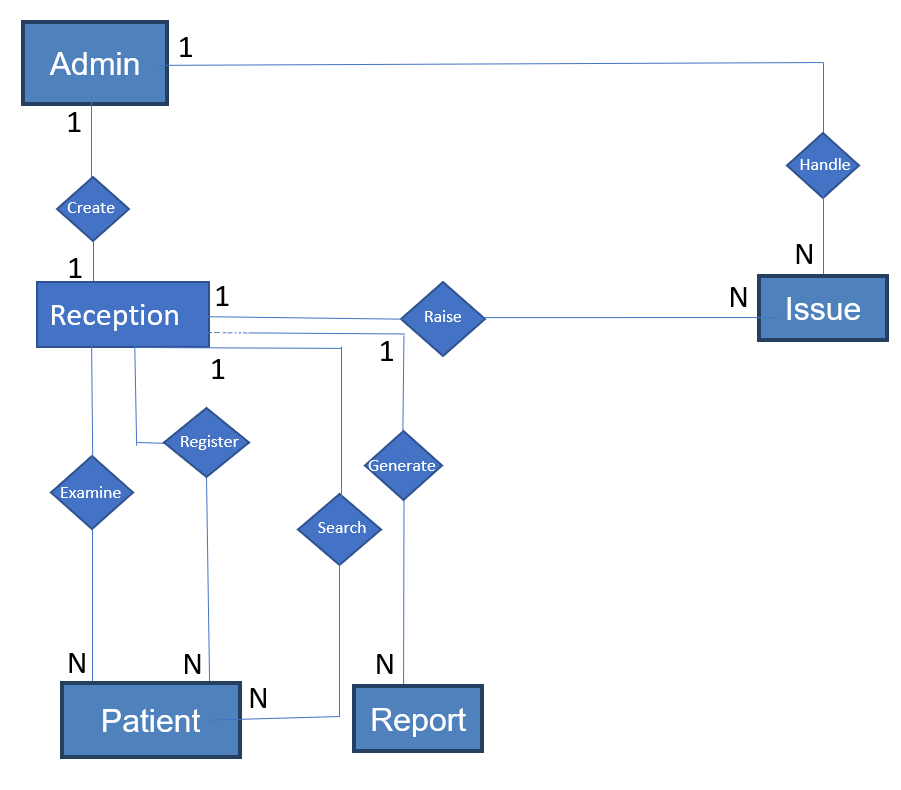 Admin
1
1
Handle
Create
N
1
Reception
1
Raise
N
Issue
1
1
Register
Generate
Examine
Search
N
N
N
N
Patient
Report